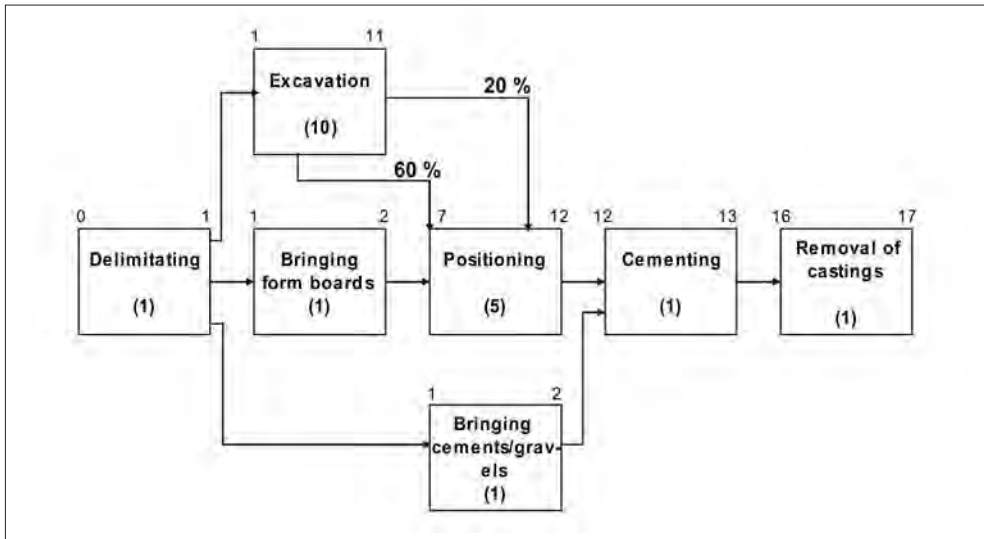 1 11
Excavation
(10)
20 %
60 %
0 1
Delimitating
(1)
1 2
Bringing
form boards
(1)
7 12
Positioning
(5)
12 13
Cementing
(1)
16 17
Removal of
castings
(1)
1 2
Bringing
cements/grav-
els
(1)